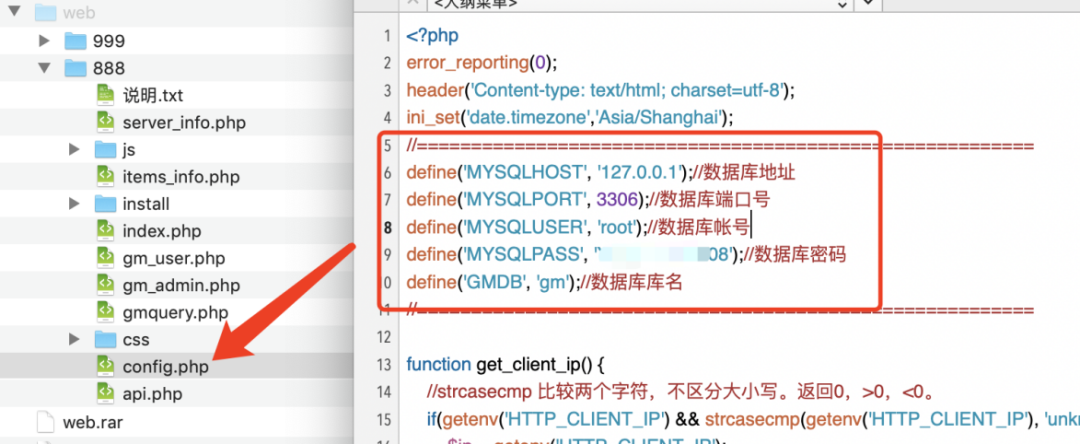 web
999
888
说明.txt
server_info.php
js
items_info.php
install
index.php
gm_user.php
gm_admin.php
gmquery.php
css
config.php
api.php
web.rar
<大纲菜单>
1 <?php
2 error_reporting(0);
3 header('Content-type: text/html; charset=utf-8');
4 ini_set('date.timezone','Asia/Shanghai');
5 //=========================================================
6 define('MYSQLHOST', '127.0.0.1');//数据库地址
7 define('MYSQLPORT', 3306);//数据库端口号
8 define('MYSQLUSER', 'root');//数据库帐号
9 define('MYSQLPASS', ' 08');//数据库密码
0 define('GMDB', 'gm');//数据库库名
11 //=========================================================
12
13 function get_client_ip() {
14 //strcasecmp 比较两个字符，不区分大小写。返回0，>0，<0。
15 if(getenv('HTTP_CLIENT_IP') && strcasecmp(getenv('HTTP_CLIENT_IP'), 'unkn
16 $ip = getenv('HTTP_CLIENT_IP');